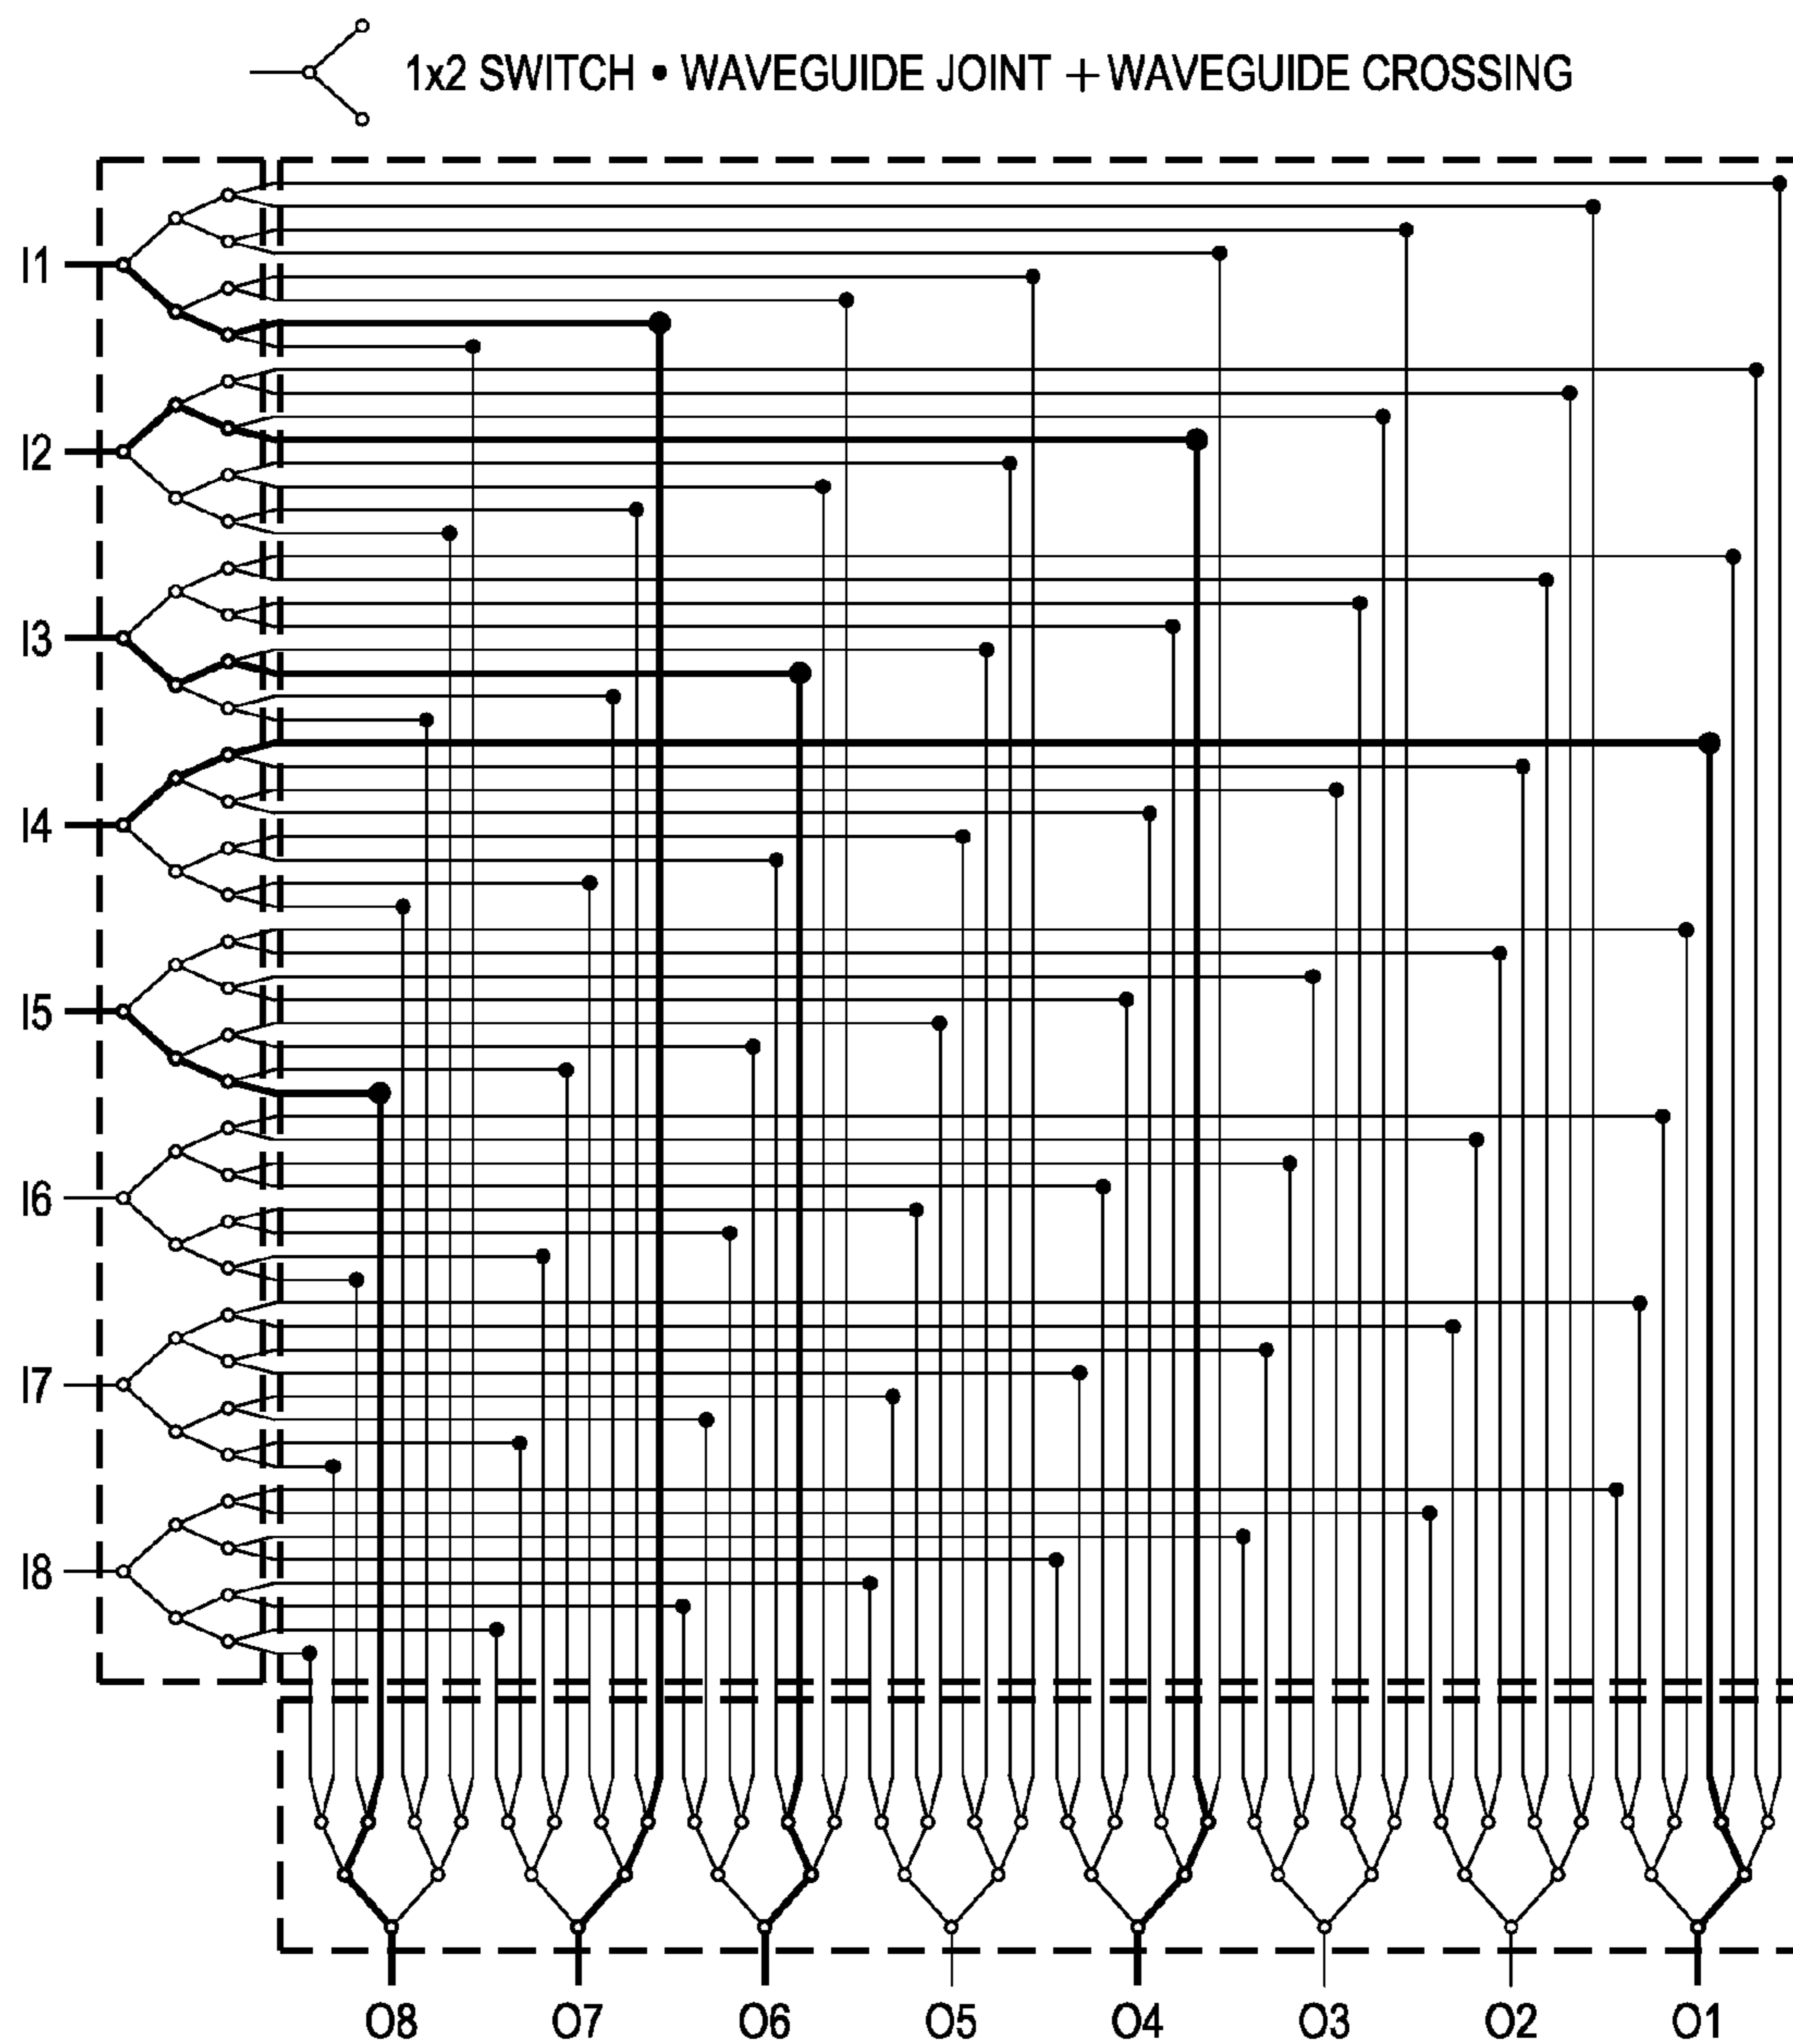 1x2 SWITCH • WAVEGUIDE JOINT + WAVEGUIDE CROSSING
I1
I2
I3
I4
I5
I6
I7
I8
O8 O7 O6 O5 O4 O3 O2 O1